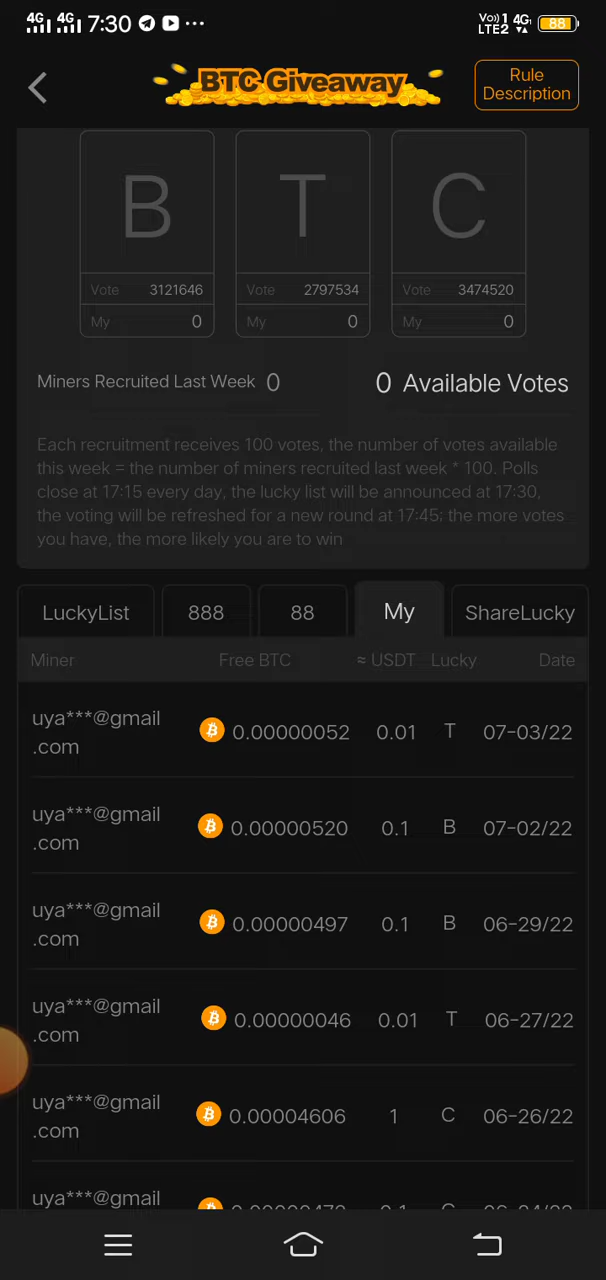 4G 4G 7:30 ... Vo)) 1 4G
LTE2 88
BTC Giveaway
Rule
Description
B T C
Vote 3121646 Vote 2797534 Vote 3474520
My 0 My 0 My 0
Miners Recruited Last Week 0 0 Available Votes
Each recruitment receives 100 votes, the number of votes available
this week = the number of miners recruited last week * 100. Polls
close at 17:15 every day, the lucky list will be announced at 17:30,
the voting will be refreshed for a new round at 17:45; the more votes
you have, the more likely you are to win
LuckyList 888 88 My ShareLucky
Miner Free BTC ≈ USDT Lucky Date
uya***@gmail
.com 0.00000052 0.01 T 07-03/22
uya***@gmail
.com 0.00000520 0.1 B 07-02/22
uya***@gmail
.com 0.00000497 0.1 B 06-29/22
uya***@gmail
.com 0.00000046 0.01 T 06-27/22
uya***@gmail
.com 0.00004606 1 C 06-26/22
uya***@gmail